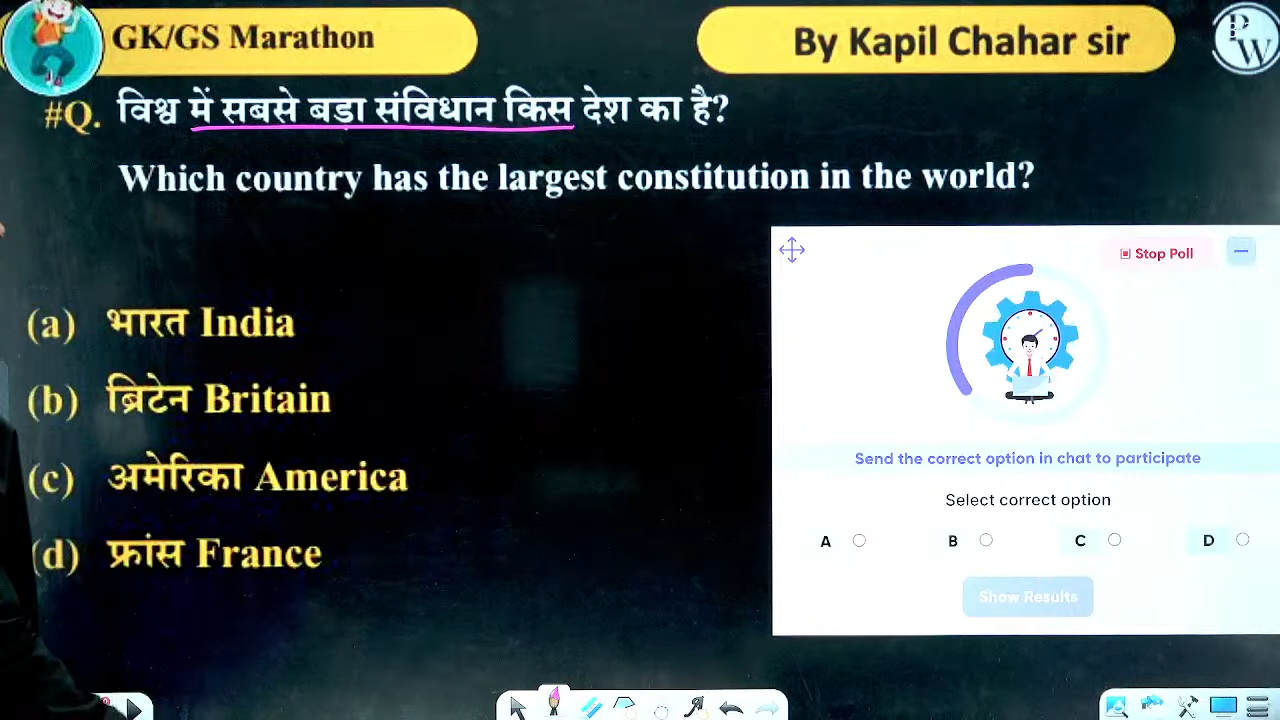 GK/GS Marathon
By Kapil Chahar sir
PW
#Q. विश्व में सबसे बडा संविधान किस देश का है?
Which country has the largest constitution in the world?
(a) भारत India
(b) ब्रिटेन Britain
(c) अमेरिका America
(d) फ्रांस France
Stop Poll
Send the correct option in chat to participate
Select correct option
A B C D
Show Results